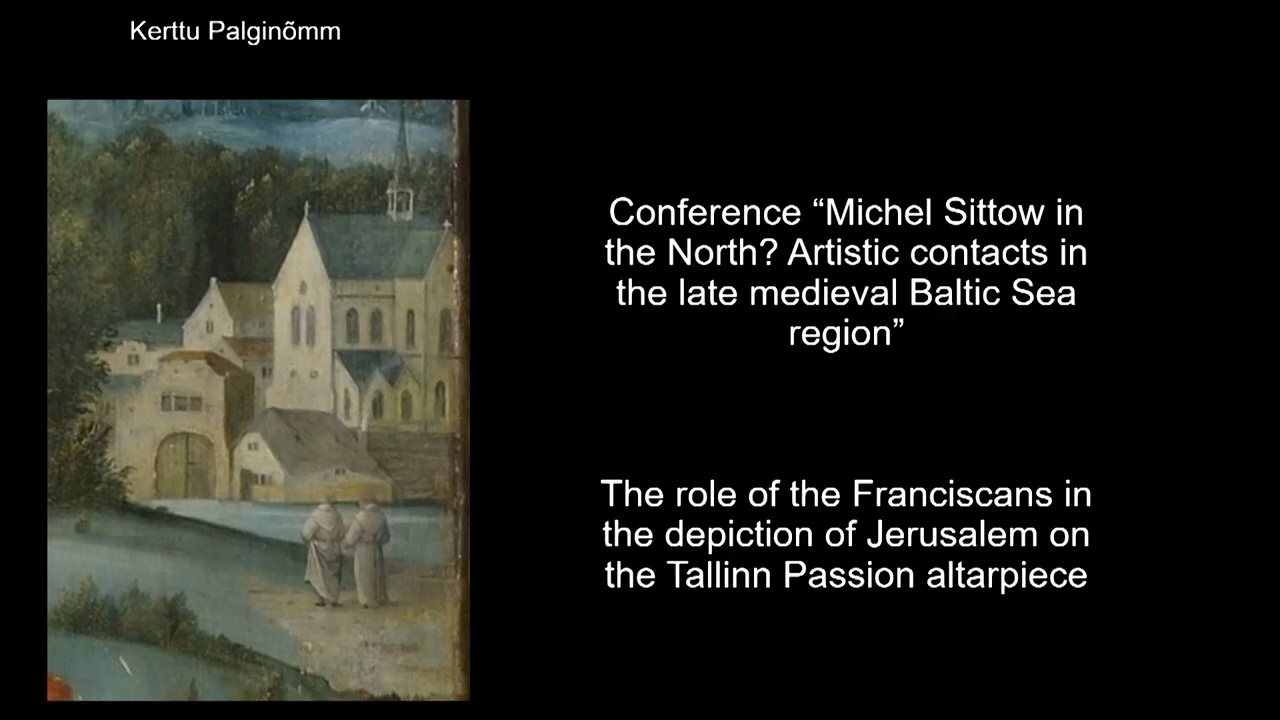 Kerttu Palginõmm
Conference “Michel Sittow in
the North? Artistic contacts in
the late medieval Baltic Sea
region”
The role of the Franciscans in
the depiction of Jerusalem on
the Tallinn Passion altarpiece